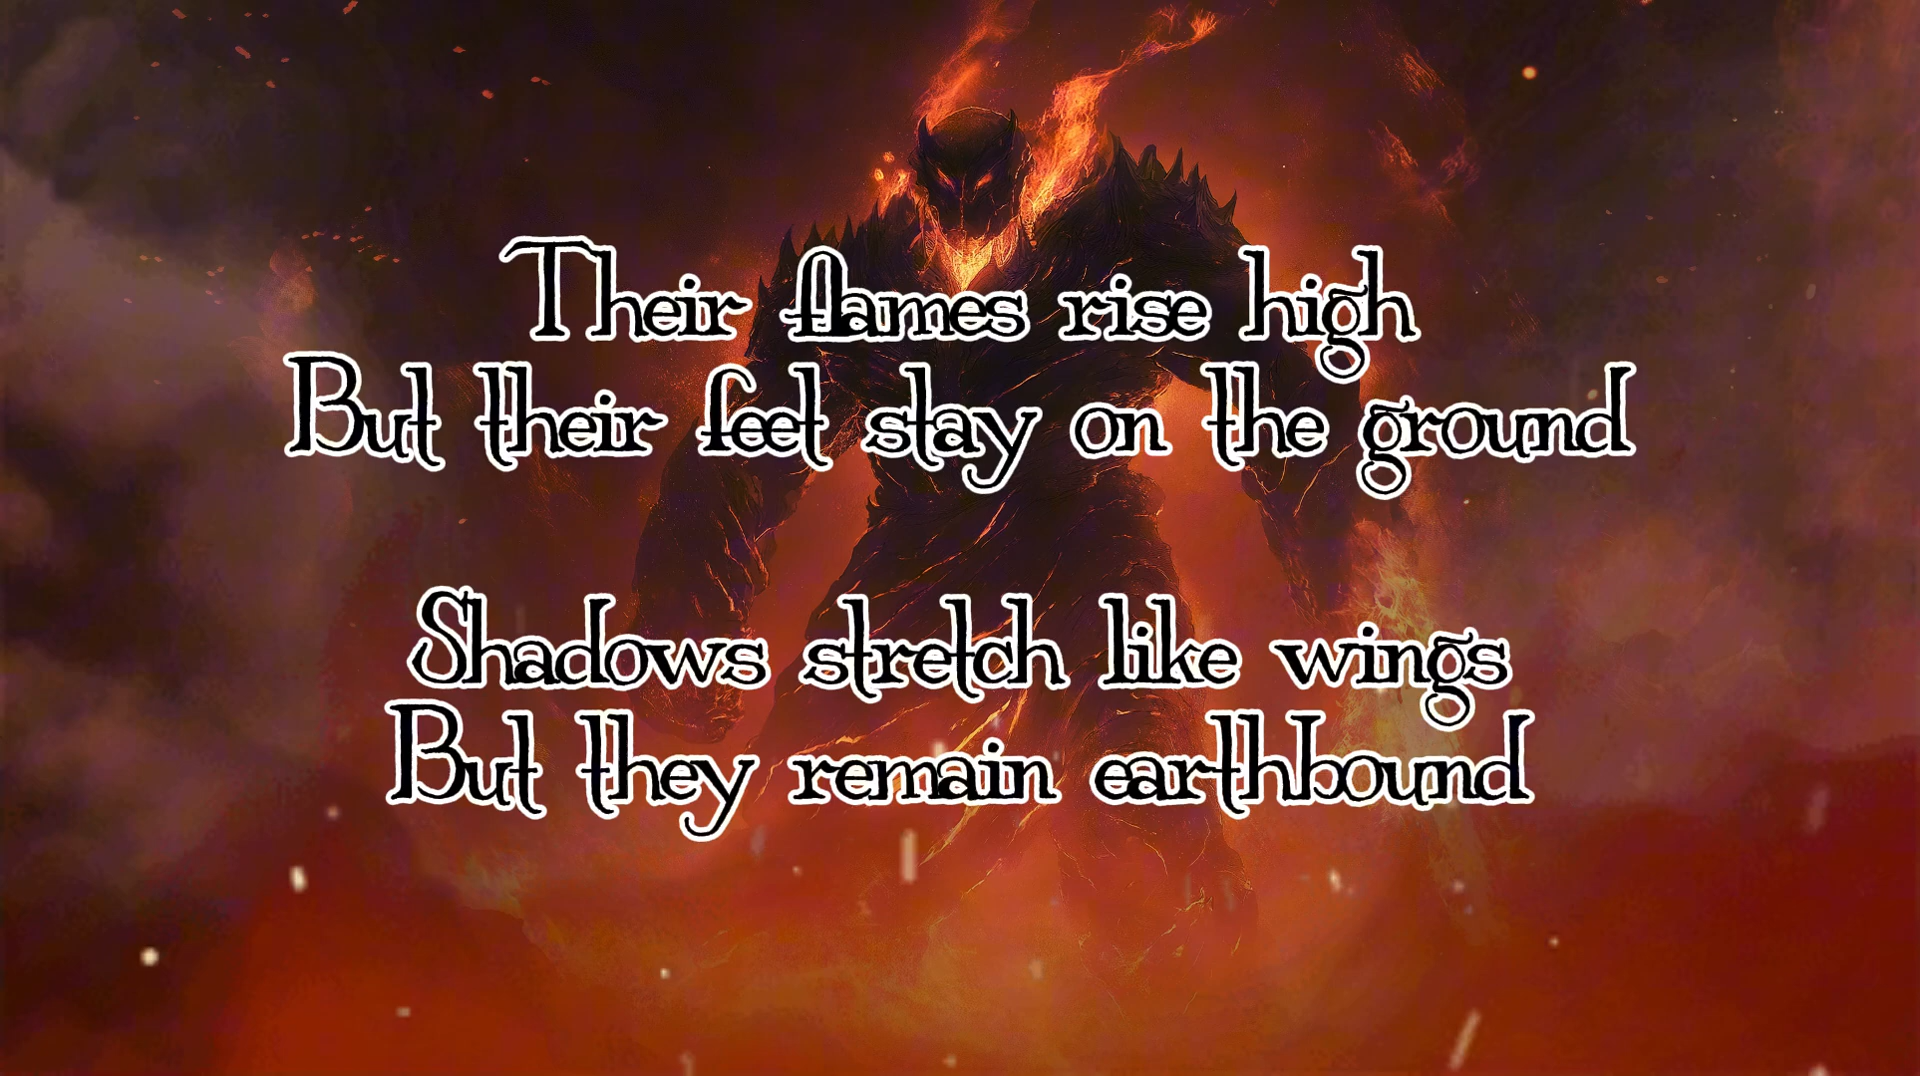 Their flames rise high
But their feet stay on the ground
Shadows stretch like wings
But they remain earthbound